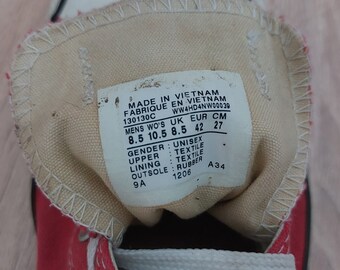 MADE IN VIETNAM
FABRIQUE EN VIETNAM
130130C WW4HD4NW00039
MENS WO'S UK EUR CM
8.5 10.5 8.5 42 27
GENDER : UNISEX
UPPER : TEXTILE
LINING : TEXTILE
OUTSOLE : RUBBER
9A 1206 A34